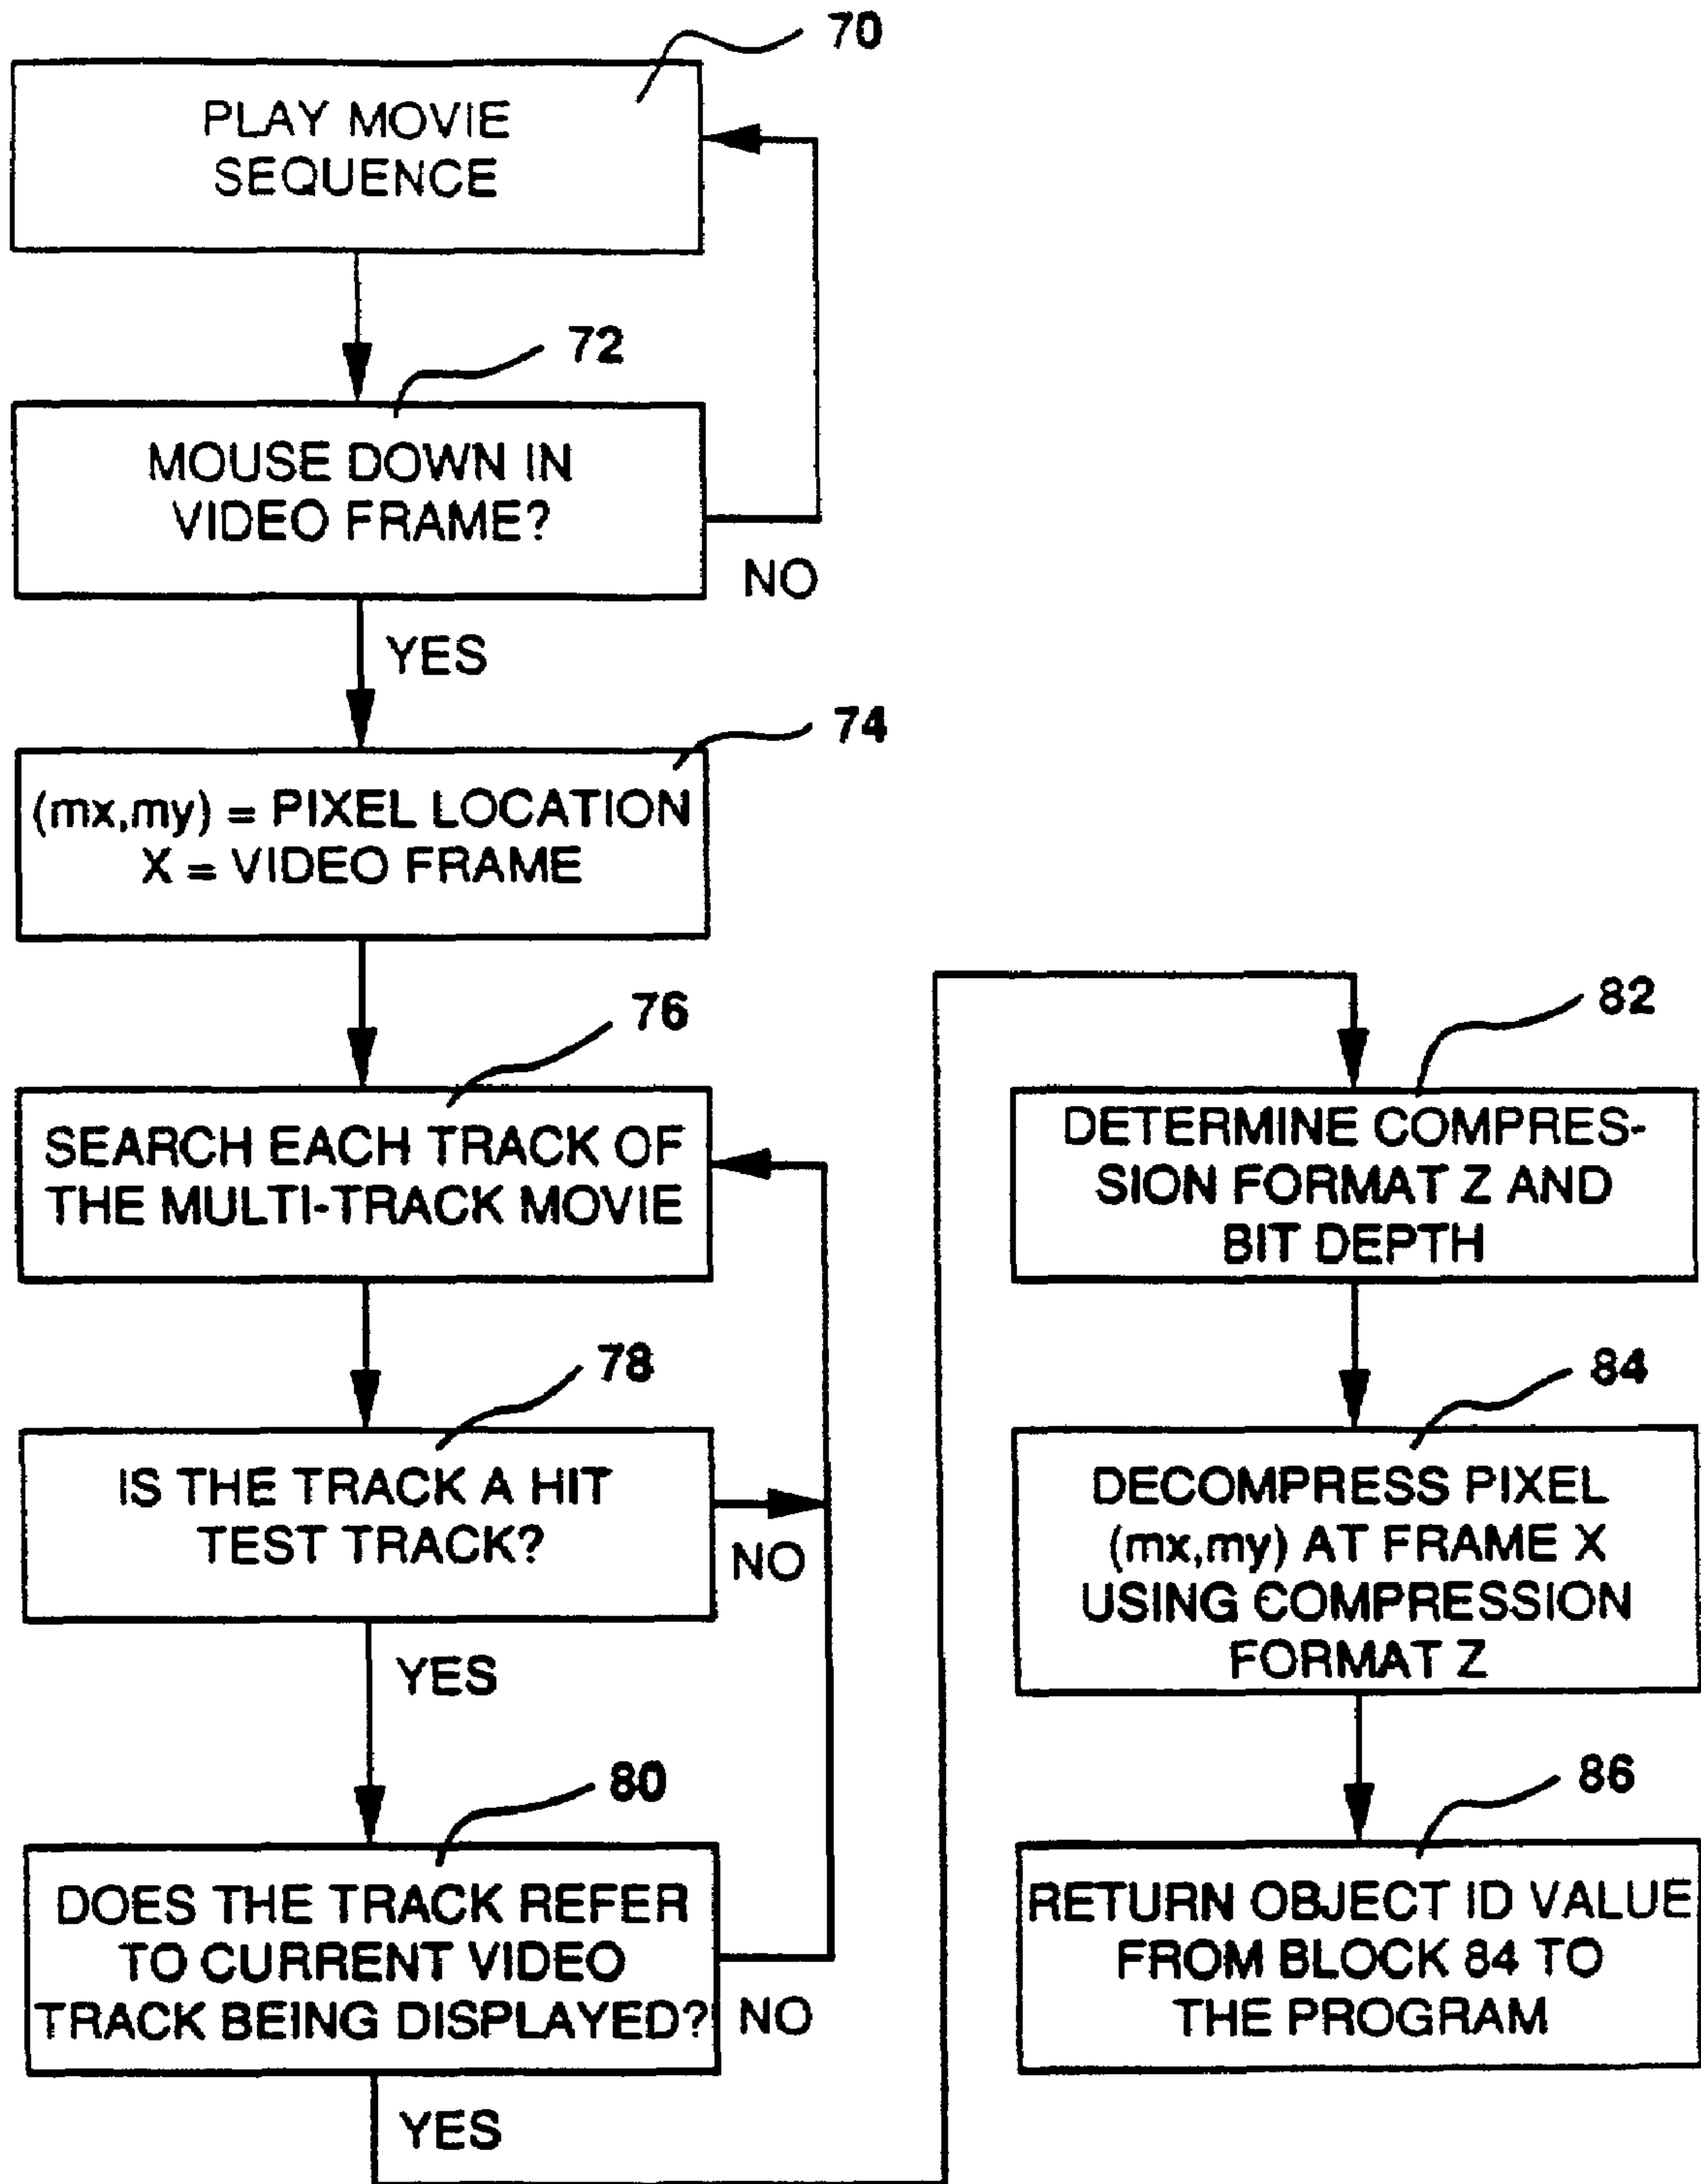 70
PLAY MOVIE
SEQUENCE
72
MOUSE DOWN IN
VIDEO FRAME?
NO
YES
74
(mx,my) = PIXEL LOCATION
X = VIDEO FRAME
76
SEARCH EACH TRACK OF
THE MULTI-TRACK MOVIE
78
IS THE TRACK A HIT
TEST TRACK?
NO
YES
80
DOES THE TRACK REFER
TO CURRENT VIDEO
TRACK BEING DISPLAYED?
NO
YES
82
DETERMINE COMPRES-
SION FORMAT Z AND
BIT DEPTH
84
DECOMPRESS PIXEL
(mx,my) AT FRAME X
USING COMPRESSION
FORMAT Z
86
RETURN OBJECT ID VALUE
FROM BLOCK 84 TO
THE PROGRAM